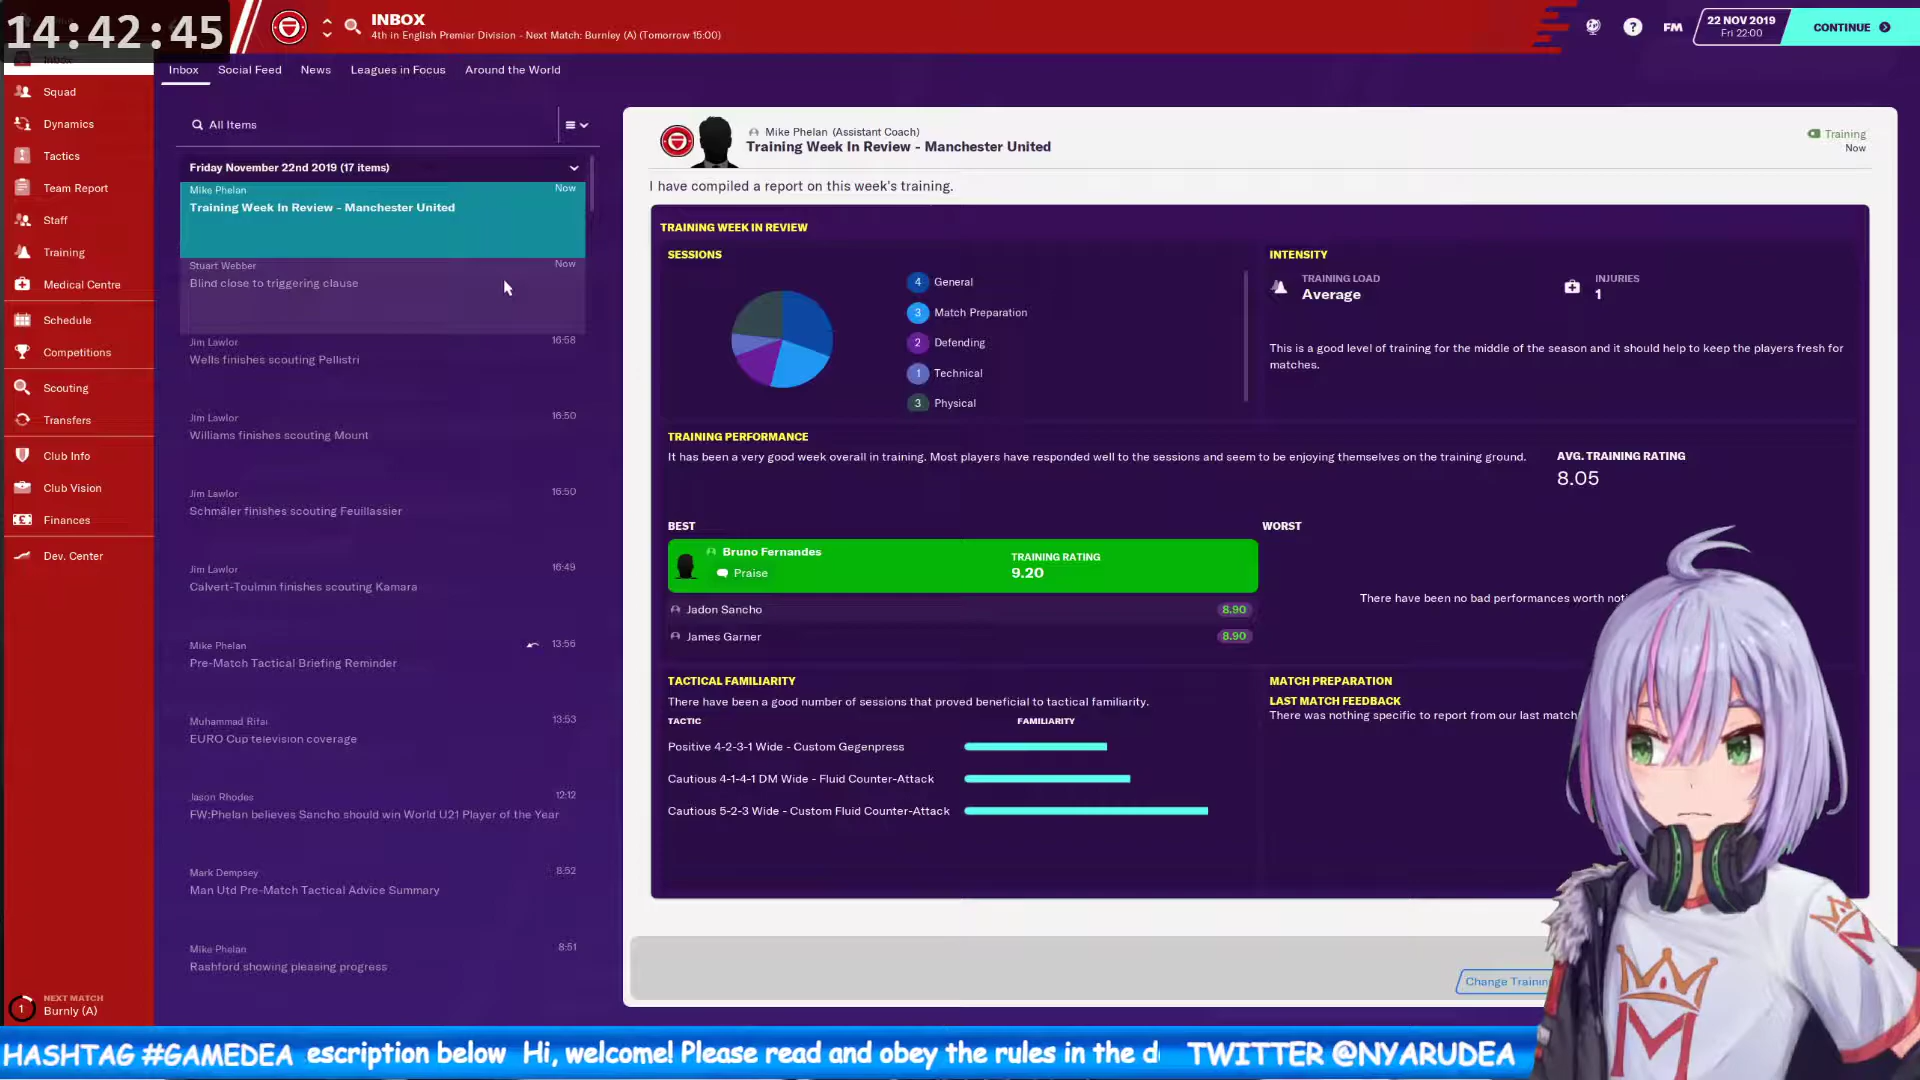 14:42:45
INBOX
4th in English Premier Division - Next Match: Burnley (A) (Tomorrow 15:00)
FM
22 NOV 2019
Fri 22:00
CONTINUE
Inbox
Squad
Dynamics
Tactics
Team Report
Staff
Training
Medical Centre
Schedule
Competitions
Scouting
Transfers
Club Info
Club Vision
Finances
Dev. Center
1
NEXT MATCH
Burnly (A)
Inbox
Social Feed
News
Leagues in Focus
Around the World
All Items
Friday November 22nd 2019 (17 items)
Mike Phelan Now
Training Week In Review - Manchester United
Stuart Webber Now
Blind close to triggering clause
Jim Lawlor 16:58
Wells finishes scouting Pellistri
Jim Lawlor 16:50
Williams finishes scouting Mount
Jim Lawlor 16:50
Schmäler finishes scouting Feuillassier
Jim Lawlor 16:49
Calvert-Toulmin finishes scouting Kamara
Mike Phelan 13:56
Pre-Match Tactical Briefing Reminder
Muhammad Rifai 13:53
EURO Cup television coverage
Jason Rhodes 12:12
FW:Phelan believes Sancho should win World U21 Player of the Year
Mark Dempsey 8:52
Man Utd Pre-Match Tactical Advice Summary
Mike Phelan 8:51
Rashford showing pleasing progress
Mike Phelan (Assistant Coach)
Training Week In Review - Manchester United
Training
Now
I have compiled a report on this week's training.
TRAINING WEEK IN REVIEW
SESSIONS
4 General
3 Match Preparation
2 Defending
1 Technical
3 Physical
INTENSITY
TRAINING LOAD
Average
INJURIES
1
This is a good level of training for the middle of the season and it should help to keep the players fresh for
matches.
TRAINING PERFORMANCE
It has been a very good week overall in training. Most players have responded well to the sessions and seem to be enjoying themselves on the training ground.
AVG. TRAINING RATING
8.05
BEST
Bruno Fernandes
Praise
TRAINING RATING
9.20
Jadon Sancho 8.90
James Garner 8.90
WORST
There have been no bad performances worth
TACTICAL FAMILIARITY
There have been a good number of sessions that proved beneficial to tactical familiarity.
TACTIC FAMILIARITY
Positive 4-2-3-1 Wide - Custom Gegenpress
Cautious 4-1-4-1 DM Wide - Fluid Counter-Attack
Cautious 5-2-3 Wide - Custom Fluid Counter-Attack
MATCH PREPARATION
LAST MATCH FEEDBACK
There was nothing specific to report from our last match
Change Trainin
M
HASHTAG #GAMEDEA escription below Hi, welcome! Please read and obey the rules in the d TWITTER @NYARUDEA